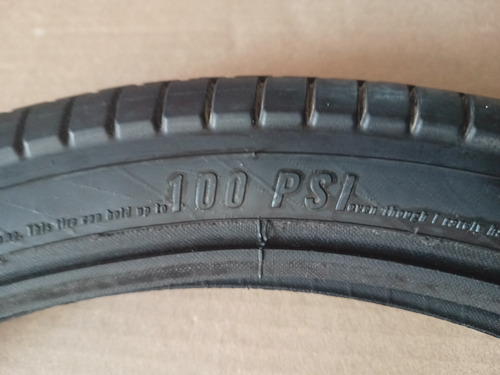 This tire can hold up to 100 PSI even though I rarely